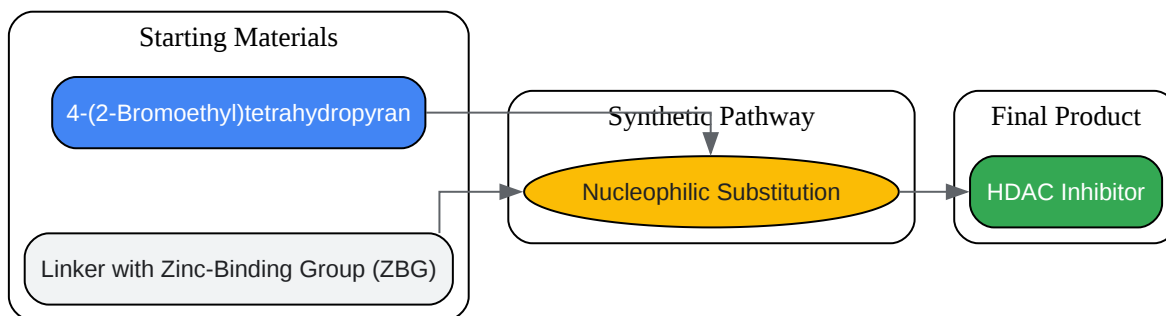 Starting Materials
4-(2-Bromoethyl)tetrahydropyran
Linker with Zinc-Binding Group (ZBG)
Synthetic Pathway
Nucleophilic Substitution
Final Product
HDAC Inhibitor